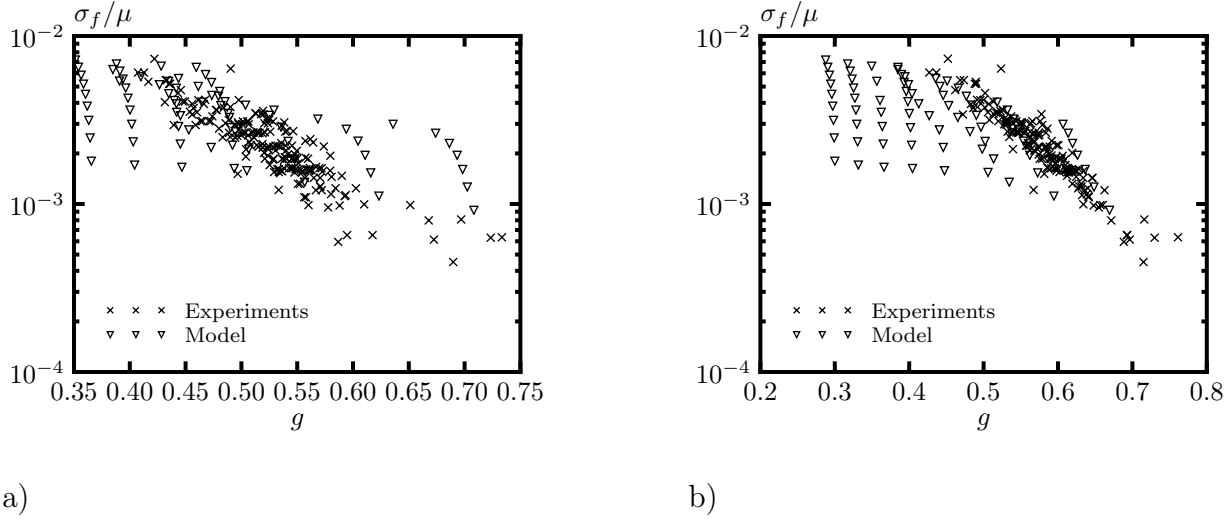 σ_f/μ
10⁻²
10⁻³
10⁻⁴
Experiments
Model
0.35 0.40 0.45 0.50 0.55 0.60 0.65 0.70 0.75
g
a)
σ_f/μ
10⁻²
10⁻³
10⁻⁴
Experiments
Model
0.2 0.3 0.4 0.5 0.6 0.7 0.8
g
b)